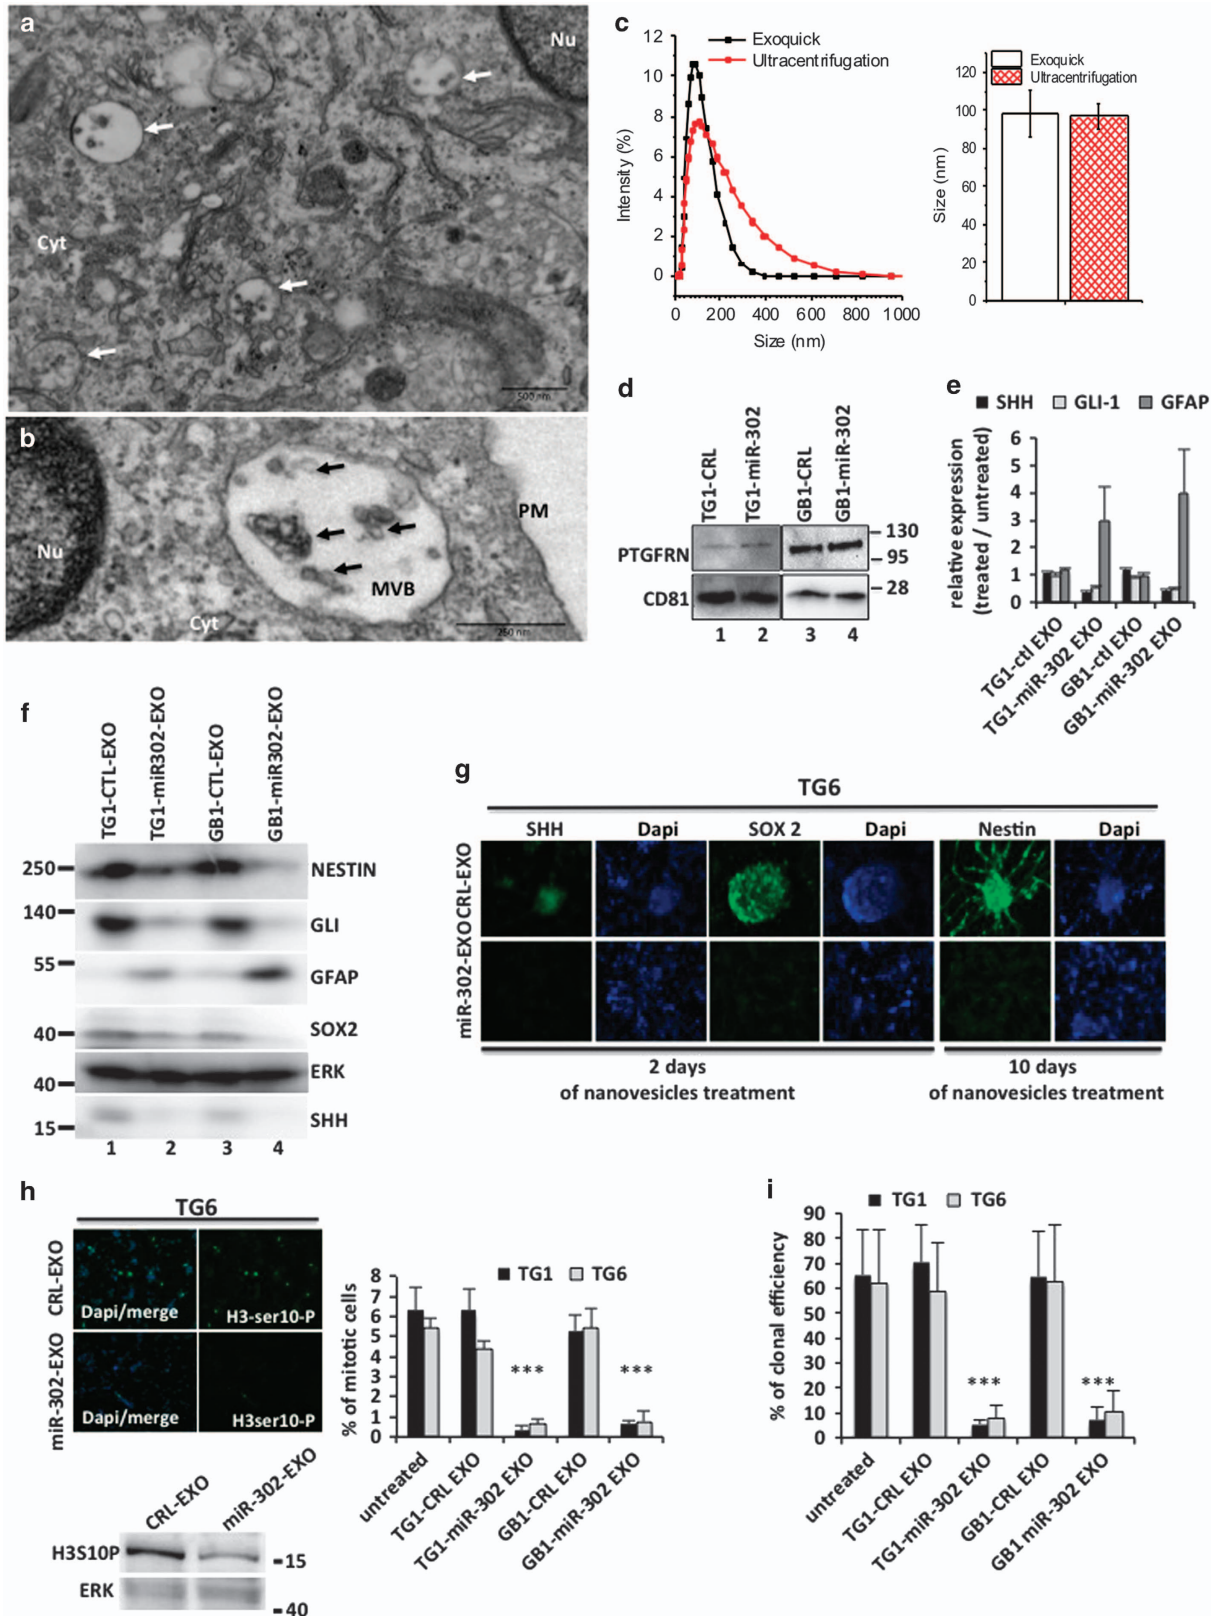 a
Nu
Cyt
500 nm
b
Nu
MVB
PM
Cyt
250 nm
c
12
10
8
6
4
2
0
Intensity (%)
Exoquick
Ultracentrifugation
0 200 400 600 800 1000
Size (nm)
Exoquick
Ultracentrifugation
120
100
80
60
40
20
0
Size (nm)
d
TG1-CRL
TG1-miR-302
GB1-CRL
GB1-miR-302
PTGFRN
130
95
CD81
28
1 2 3 4
e
SHH GLI-1 GFAP
relative expression
(treated / untreated)
6
5
4
3
2
1
0
TG1-ctl EXO
TG1-miR-302 EXO
GB1-ctl EXO
GB1-miR-302 EXO
f
TG1-CTL-EXO
TG1-miR302-EXO
GB1-CTL-EXO
GB1-miR302-EXO
250 NESTIN
140 GLI
55 GFAP
40 SOX2
40 ERK
15 SHH
1 2 3 4
g
TG6
SHH Dapi SOX 2 Dapi Nestin Dapi
CRL-EXO
miR-302-EXO
2 days
of nanovesicles treatment
10 days
of nanovesicles treatment
h
TG6
CRL-EXO
Dapi/merge H3-ser10-P
miR-302-EXO
Dapi/merge H3ser10-P
CRL-EXO
miR-302-EXO
H3S10P
15
ERK
40
TG1 TG6
% of mitotic cells
8
7
6
5
4
3
2
1
0
*** ***
untreated
TG1-CRL EXO
TG1-miR-302 EXO
GB1-CRL EXO
GB1-miR-302 EXO
i
TG1 TG6
% of clonal efficiency
90
80
70
60
50
40
30
20
10
0
*** ***
untreated
TG1-CRL EXO
TG1-miR-302 EXO
GB1-CRL EXO
GB1 miR-302 EXO